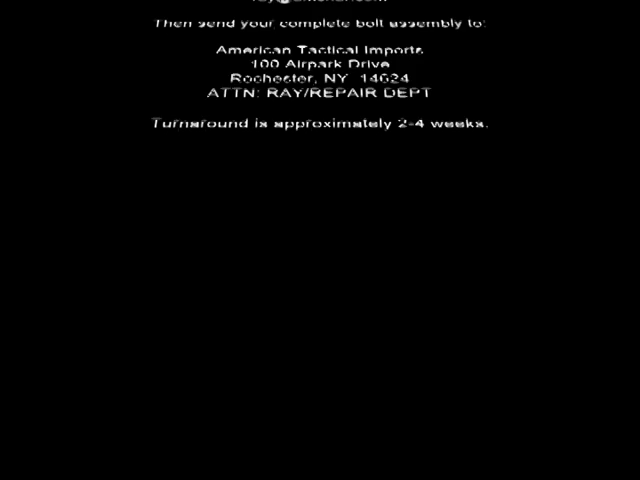 Then send your complete bolt assembly to:
American Tactical Imports
100 Airpark Drive
Rochester, NY 14624
ATTN: RAY/REPAIR DEPT
Turnaround is approximately 2-4 weeks.